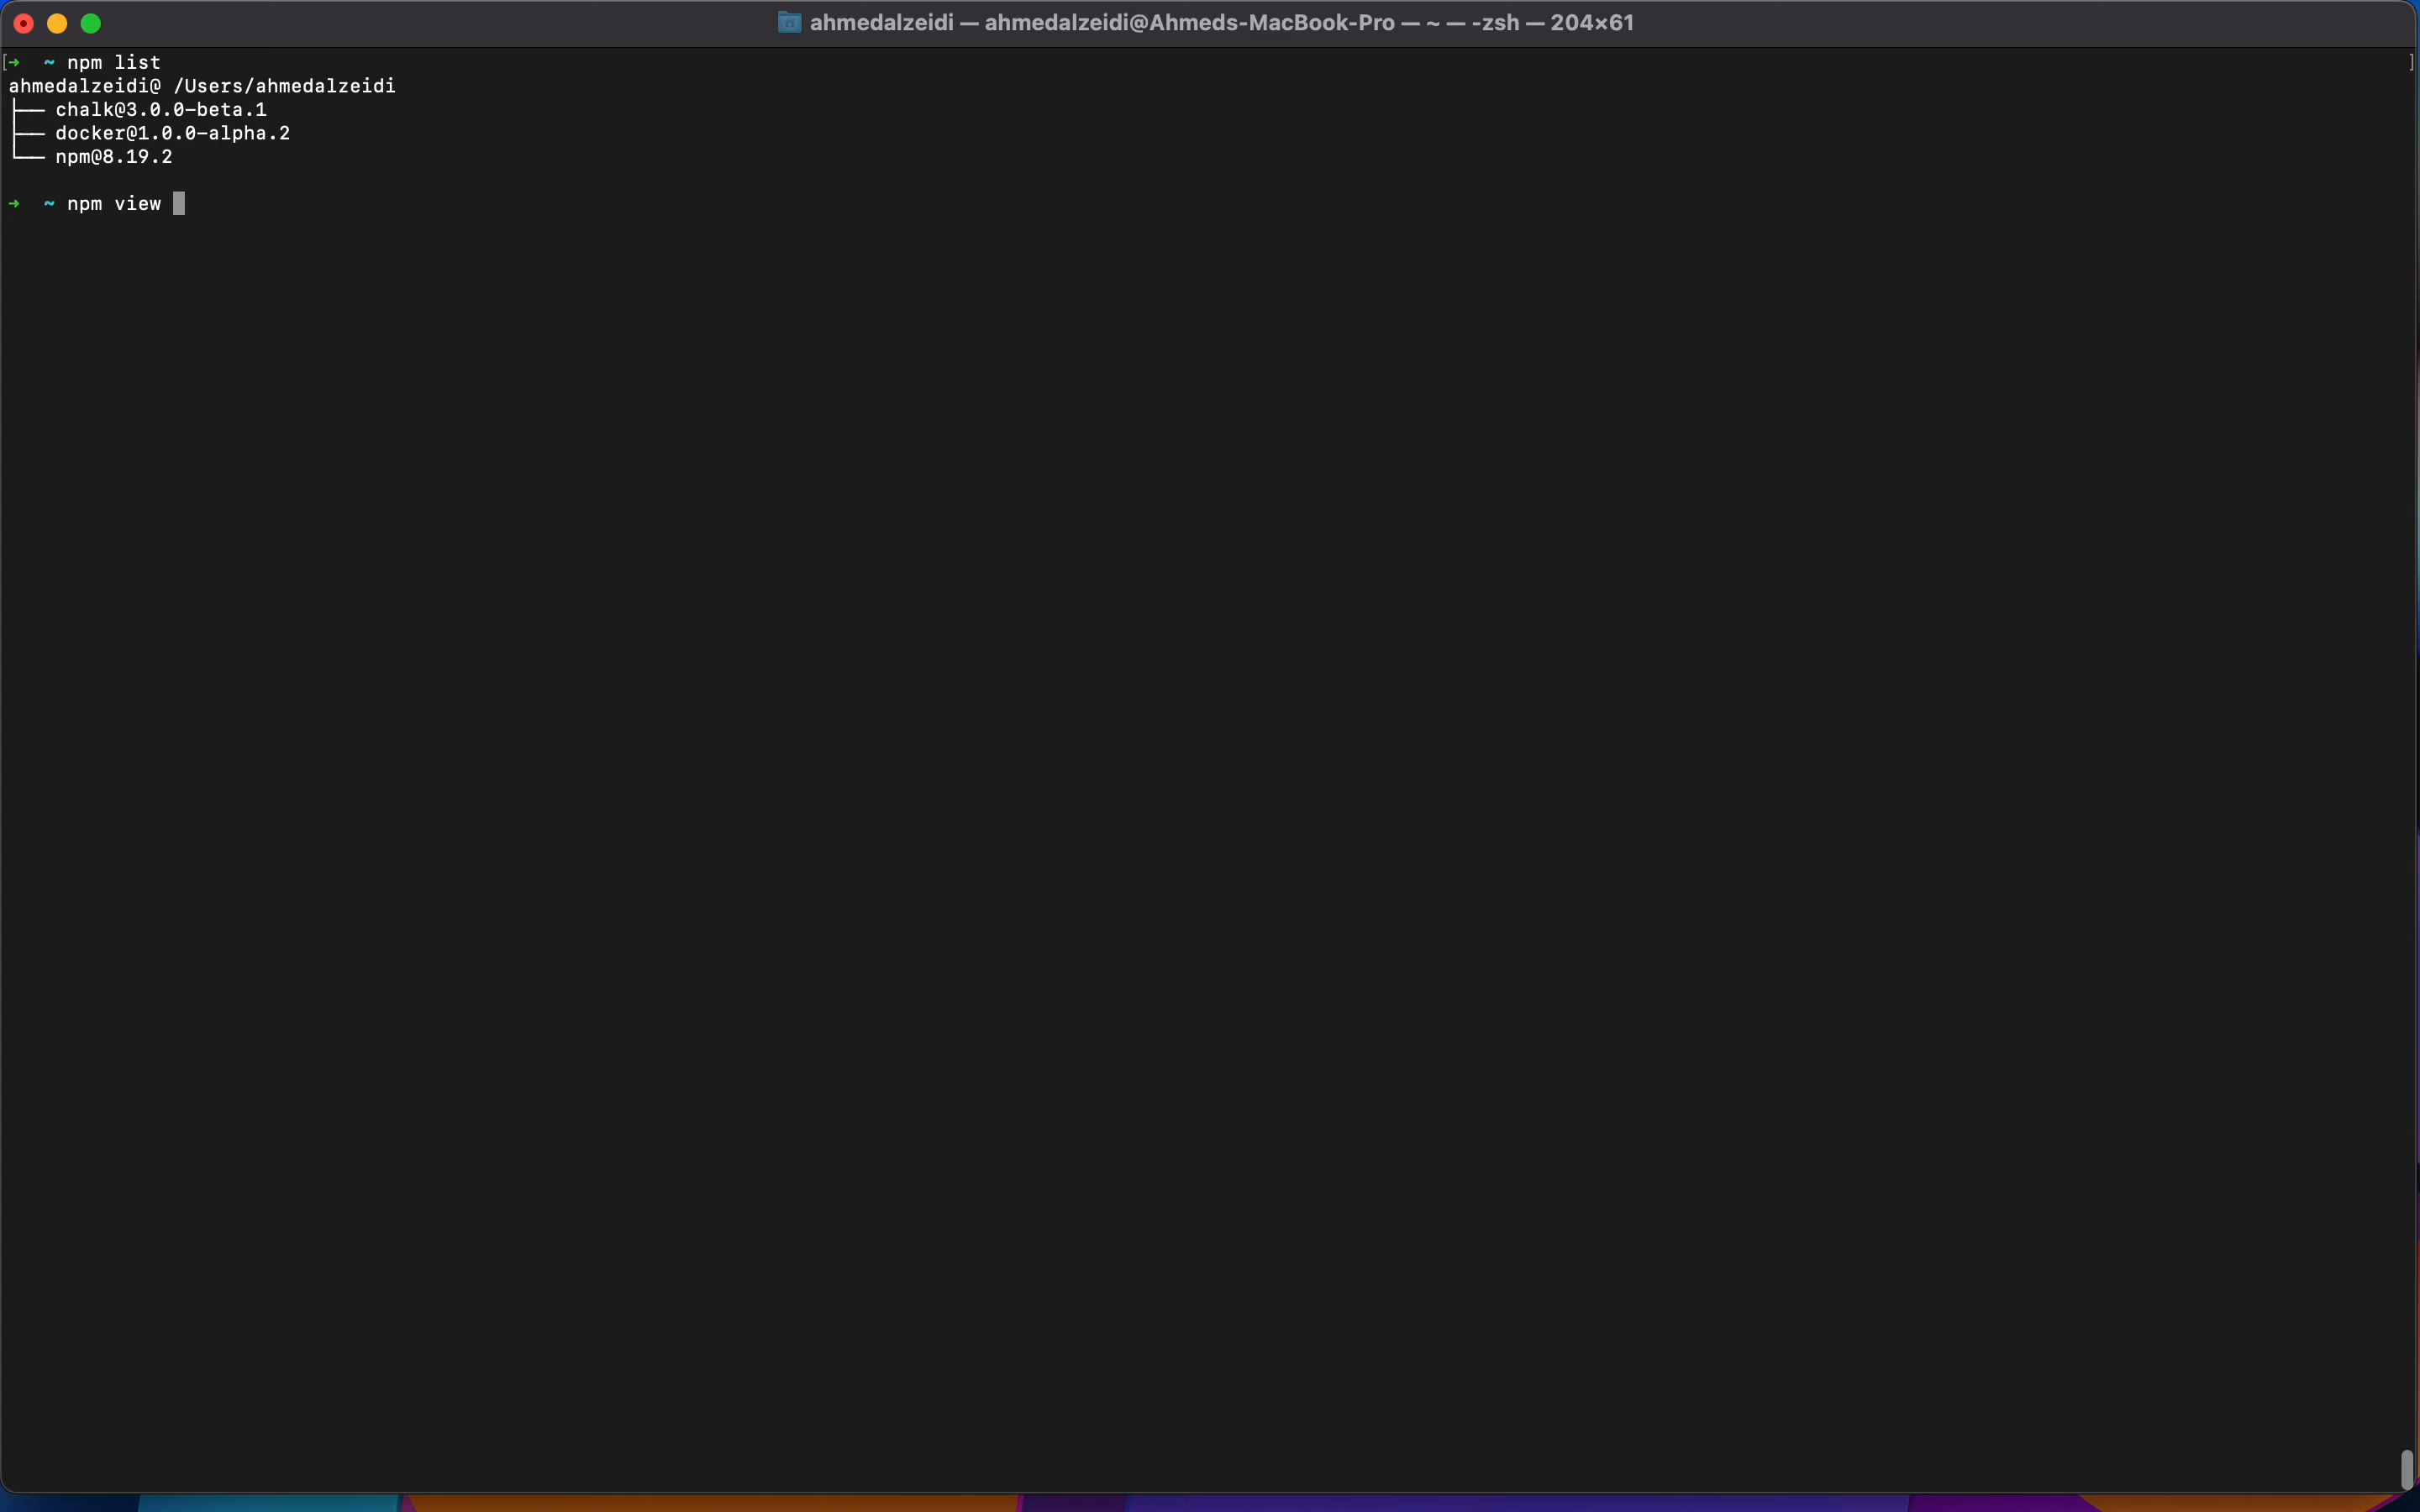 ahmedalzeidi — ahmedalzeidi@Ahmeds-MacBook-Pro — ~ — -zsh — 204×61
[➜  ~ npm list ]
ahmedalzeidi@ /Users/ahmedalzeidi
├── chalk@3.0.0-beta.1
├── docker@1.0.0-alpha.2
└── npm@8.19.2
➜  ~ npm view